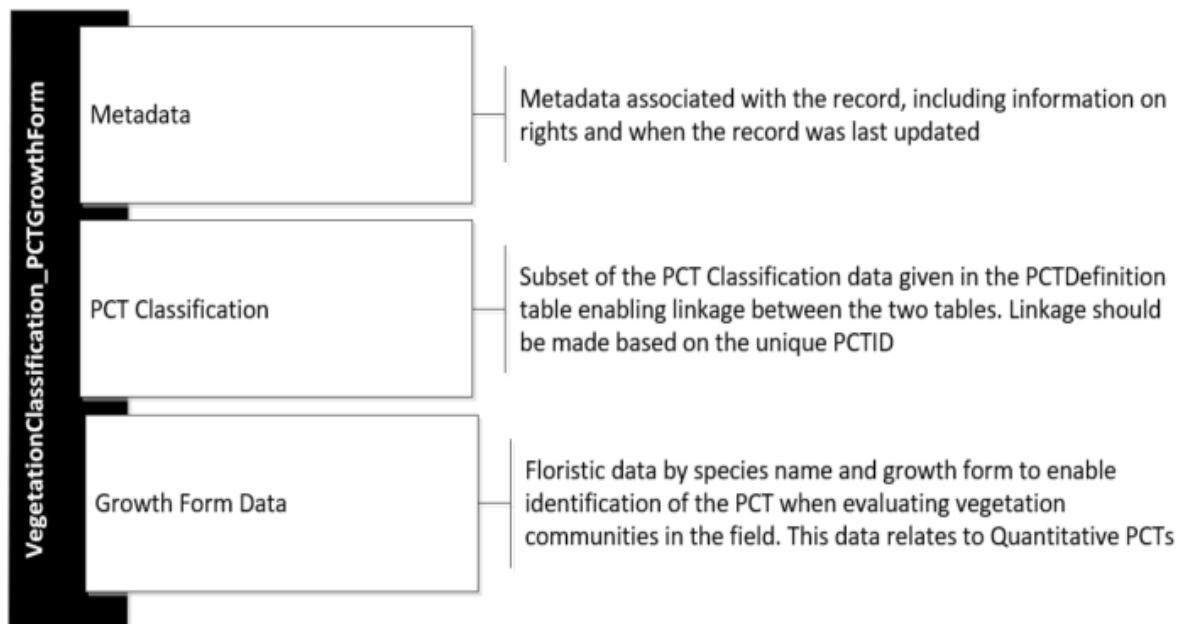 VegetationClassification_PCTGrowthForm
Metadata
Metadata associated with the record, including information on
rights and when the record was last updated
PCT Classification
Subset of the PCT Classification data given in the PCTDefinition
table enabling linkage between the two tables. Linkage should
be made based on the unique PCTID
Growth Form Data
Floristic data by species name and growth form to enable
identification of the PCT when evaluating vegetation
communities in the field. This data relates to Quantitative PCTs